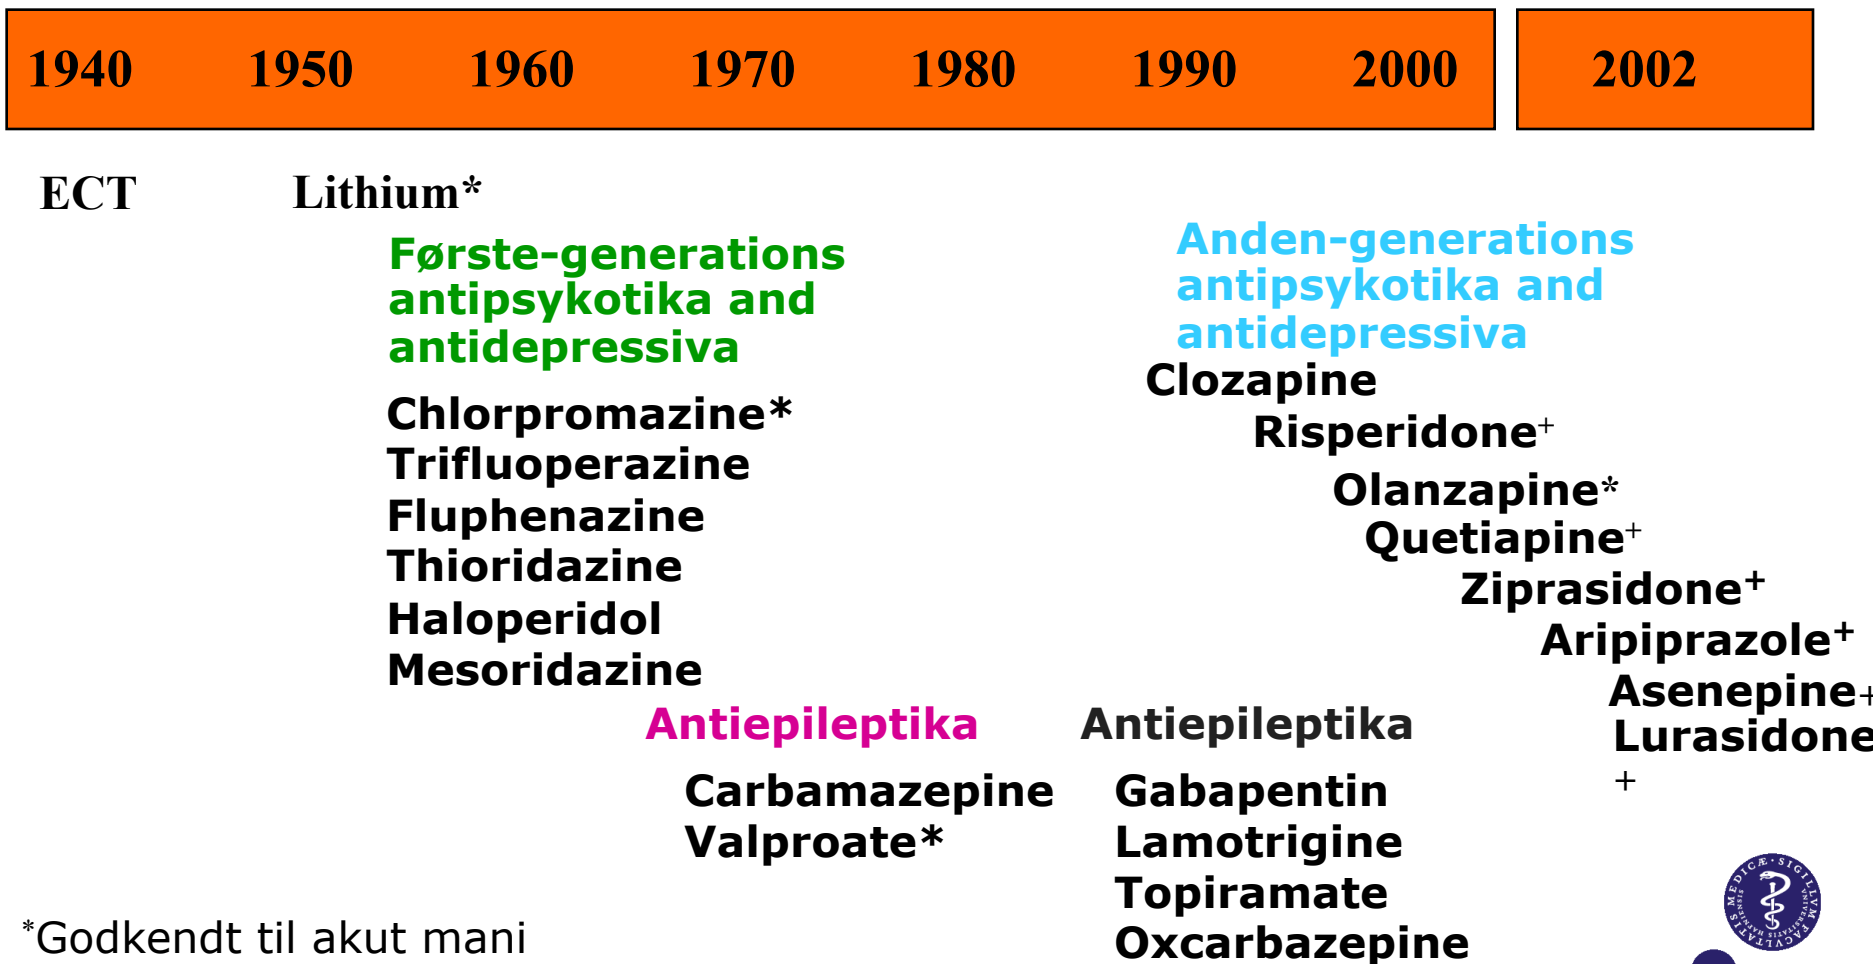 1940 1950 1960 1970 1980 1990 2000 2002
ECT Lithium*
Første-generations
antipsykotika and
antidepressiva
Chlorpromazine*
Trifluoperazine
Fluphenazine
Thioridazine
Haloperidol
Mesoridazine
Anden-generations
antipsykotika and
antidepressiva
Clozapine
Risperidone+
Olanzapine*
Quetiapine+
Ziprasidone+
Aripiprazole+
Asenepine+
Lurasidone
+
Antiepileptika
Carbamazepine
Valproate*
Antiepileptika
Gabapentin
Lamotrigine
Topiramate
Oxcarbazepine
*Godkendt til akut mani